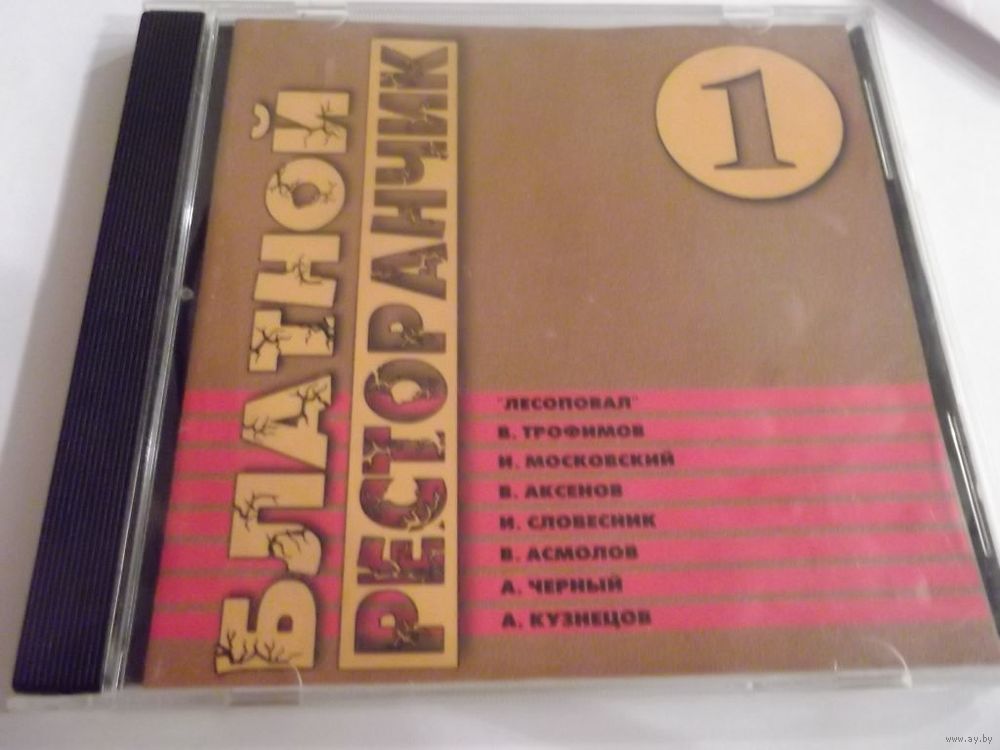 БЛАТНОЙ
РЕСТОРАНЧИК
1
"ЛЕСОПОВАЛ"
В. ТРОФИМОВ
И. МОСКОВСКИЙ
В. АКСЕНОВ
И. СЛОВЕСНИК
В. АСМОЛОВ
А. ЧЕРНЫЙ
А. КУЗНЕЦОВ
www.ay.by